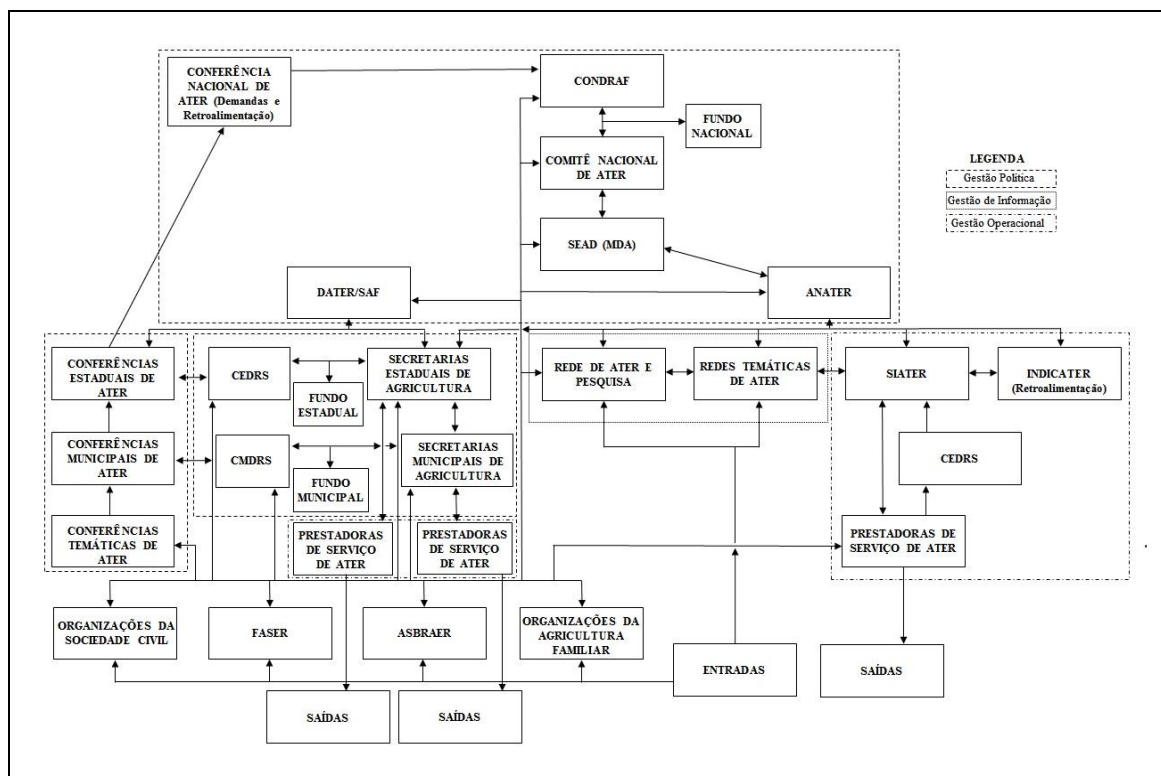 CONFERÊNCIA
NACIONAL DE
ATER (Demandas e
Retroalimentação)
CONDRAF
FUNDO
NACIONAL
COMITÊ NACIONAL
DE ATER
SEAD (MDA)
DATER/SAF
ANATER
LEGENDA
Gestão Política
Gestão de Informação
Gestão Operacional
CONFERÊNCIAS
ESTADUAIS DE
ATER
CEDRS
SECRETARIAS
ESTADUAIS DE
AGRICULTURA
FUNDO
ESTADUAL
REDE DE ATER E
PESQUISA
REDES TEMÁTICAS
DE ATER
SIATER
INDICATER
(Retroalimentação)
CONFERÊNCIAS
MUNICIPAIS DE
ATER
CMDRS
SECRETARIAS
MUNICIPAIS DE
AGRICULTURA
FUNDO
MUNICIPAL
CEDRS
CONFERÊNCIAS
TEMÁTICAS DE
ATER
PRESTADORAS
DE SERVIÇO DE
ATER
PRESTADORAS
DE SERVIÇO DE
ATER
PRESTADORAS DE
SERVIÇO DE ATER
ORGANIZAÇÕES DA
SOCIEDADE CIVIL
FASER
ASBRAER
ORGANIZAÇÕES DA
AGRICULTURA
FAMILIAR
ENTRADAS
SAÍDAS
SAÍDAS
SAÍDAS